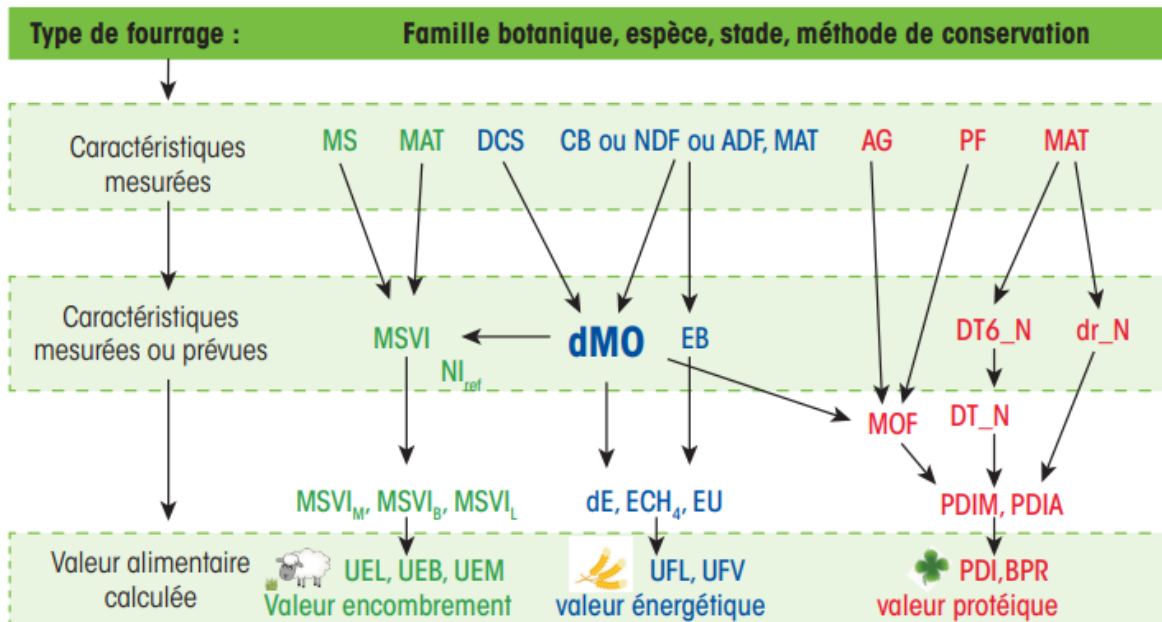 Type de fourrage : Famille botanique, espèce, stade, méthode de conservation
Caractéristiques
mesurées
MS MAT DCS CB ou NDF ou ADF, MAT AG PF MAT
Caractéristiques
mesurées ou prévues
MSVI dMO EB DT6_N dr_N
NIref
MOF DT_N
MSVIM, MSVIB, MSVIL dE, ECH4, EU PDIM, PDIA
Valeur alimentaire
calculée
UEL, UEB, UEM UFL, UFV PDI,BPR
Valeur encombrement valeur énergétique valeur protéique